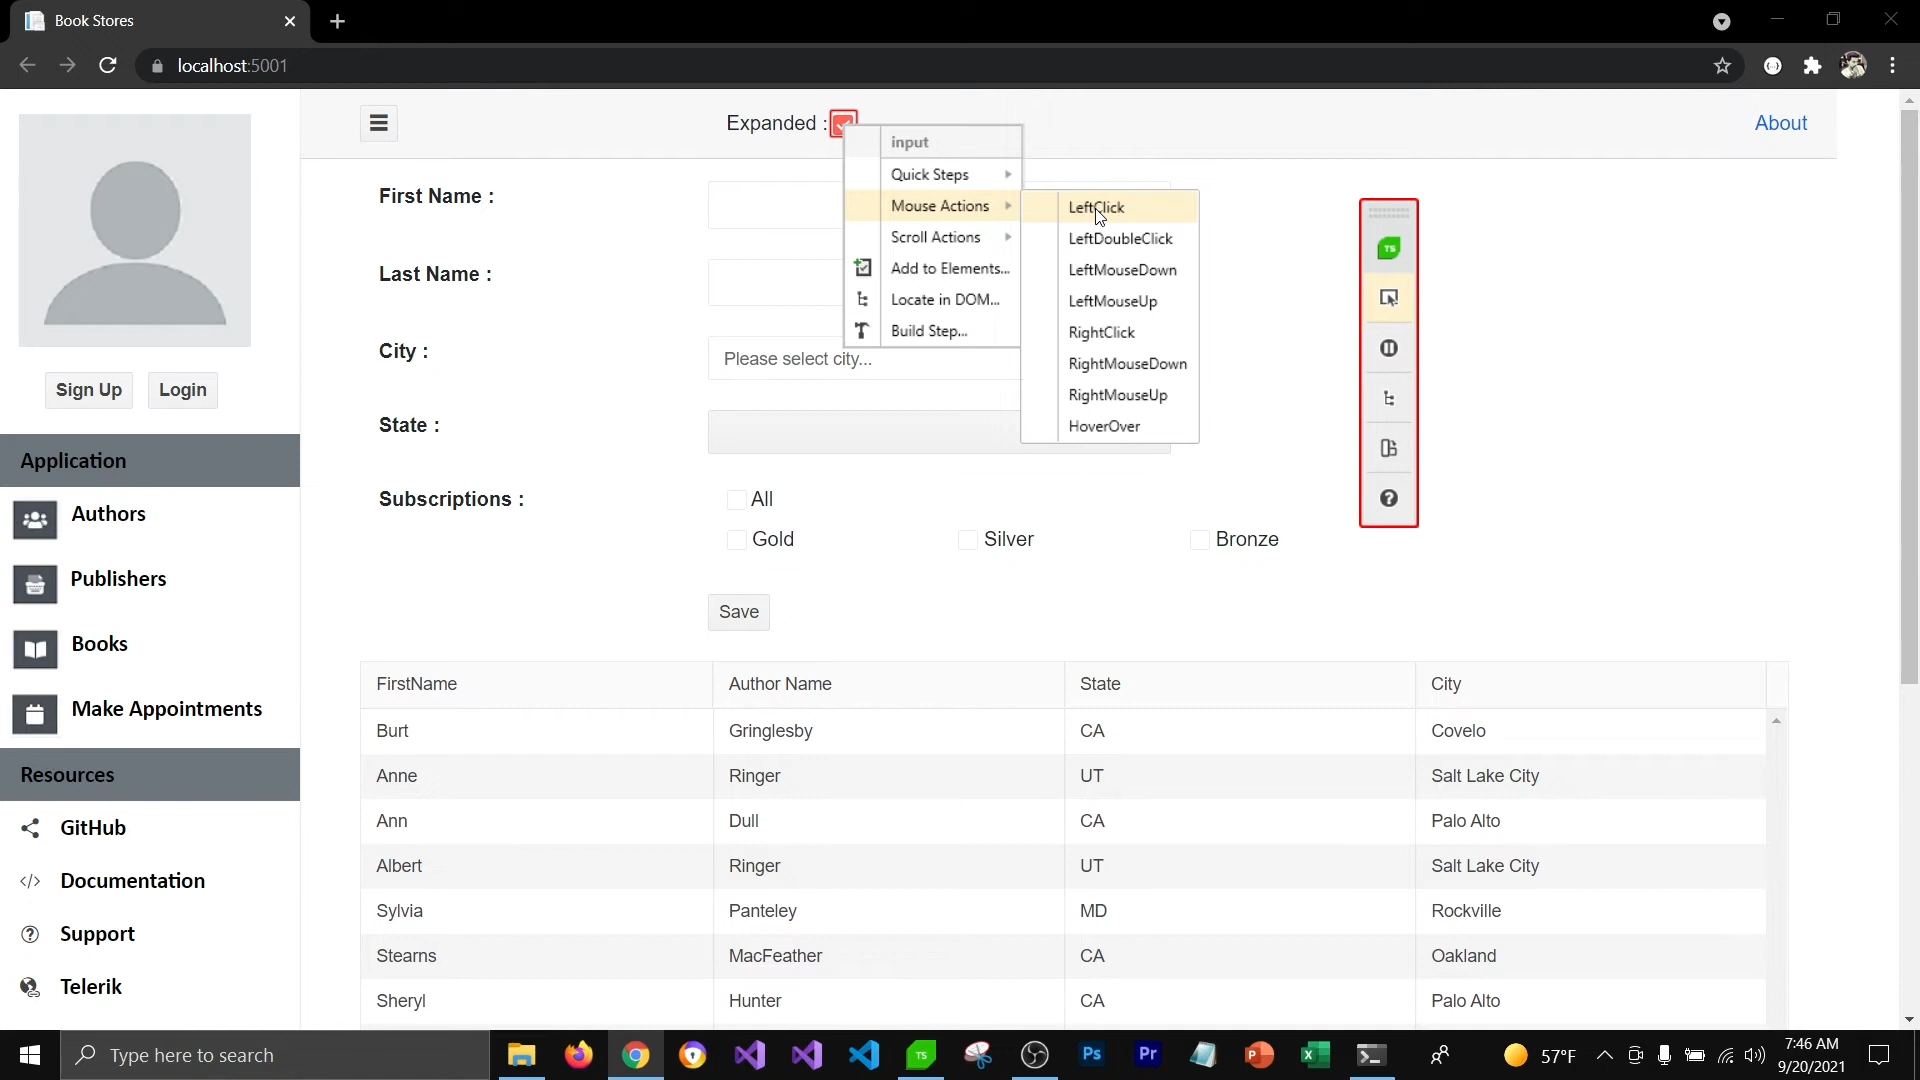 Book Stores
localhost:5001
Expanded :
About
input
Quick Steps
Mouse Actions
Scroll Actions
Add to Elements...
Locate in DOM...
Build Step...
LeftClick
LeftDoubleClick
LeftMouseDown
LeftMouseUp
RightClick
RightMouseDown
RightMouseUp
HoverOver
TS
First Name :
Last Name :
City :
Please select city...
State :
Subscriptions :
All
Gold Silver Bronze
Save
Sign Up Login
Application
Authors
Publishers
Books
Make Appointments
Resources
GitHub
Documentation
Support
Telerik
FirstName Author Name State City
Burt Gringlesby CA Covelo
Anne Ringer UT Salt Lake City
Ann Dull CA Palo Alto
Albert Ringer UT Salt Lake City
Sylvia Panteley MD Rockville
Stearns MacFeather CA Oakland
Sheryl Hunter CA Palo Alto
Type here to search
TS
Ps
Pr
57°F
7:46 AM
9/20/2021